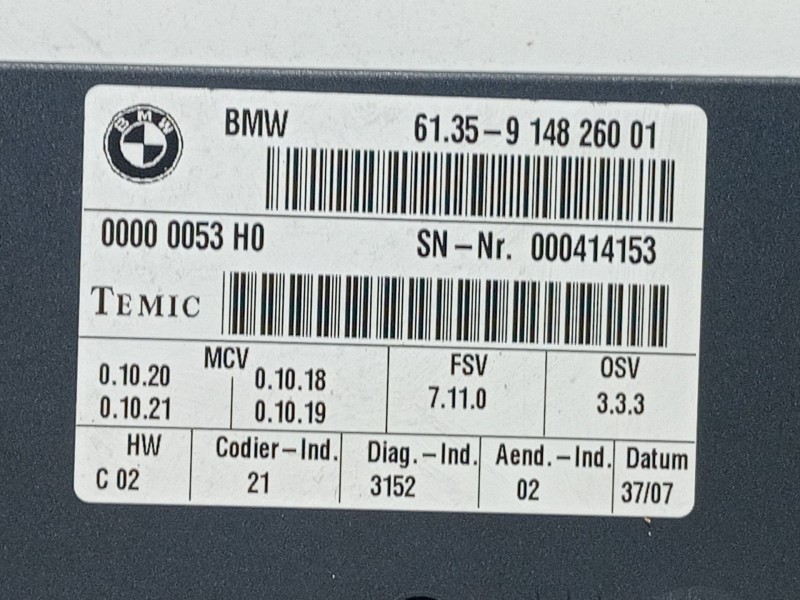 BMW
BMW 61.35-9 148 260 01
0000 0053 H0 SN-Nr. 000414153
TEMIC
MCV FSV OSV
0.10.20 0.10.18 7.11.0 3.3.3
0.10.21 0.10.19
HW Codier-Ind. Diag.-Ind. Aend.-Ind. Datum
C 02 21 3152 02 37/07